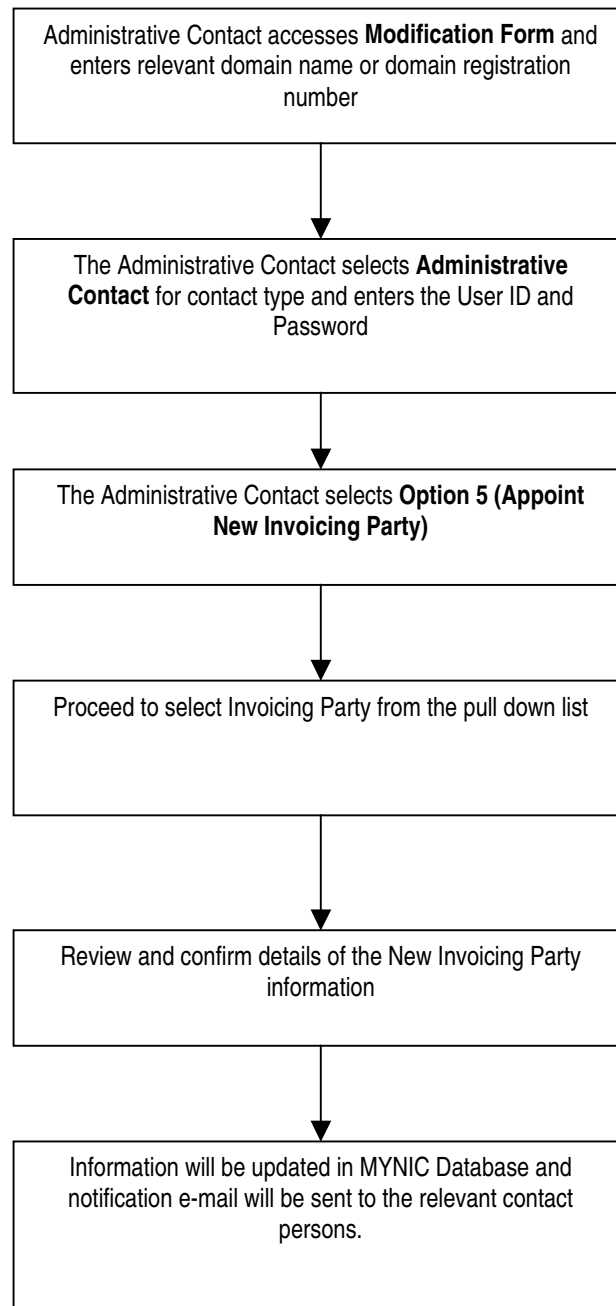 Administrative Contact accesses Modification Form and
enters relevant domain name or domain registration
number
The Administrative Contact selects Administrative
Contact for contact type and enters the User ID and
Password
The Administrative Contact selects Option 5 (Appoint
New Invoicing Party)
Proceed to select Invoicing Party from the pull down list
Review and confirm details of the New Invoicing Party
information
Information will be updated in MYNIC Database and
notification e-mail will be sent to the relevant contact
persons.